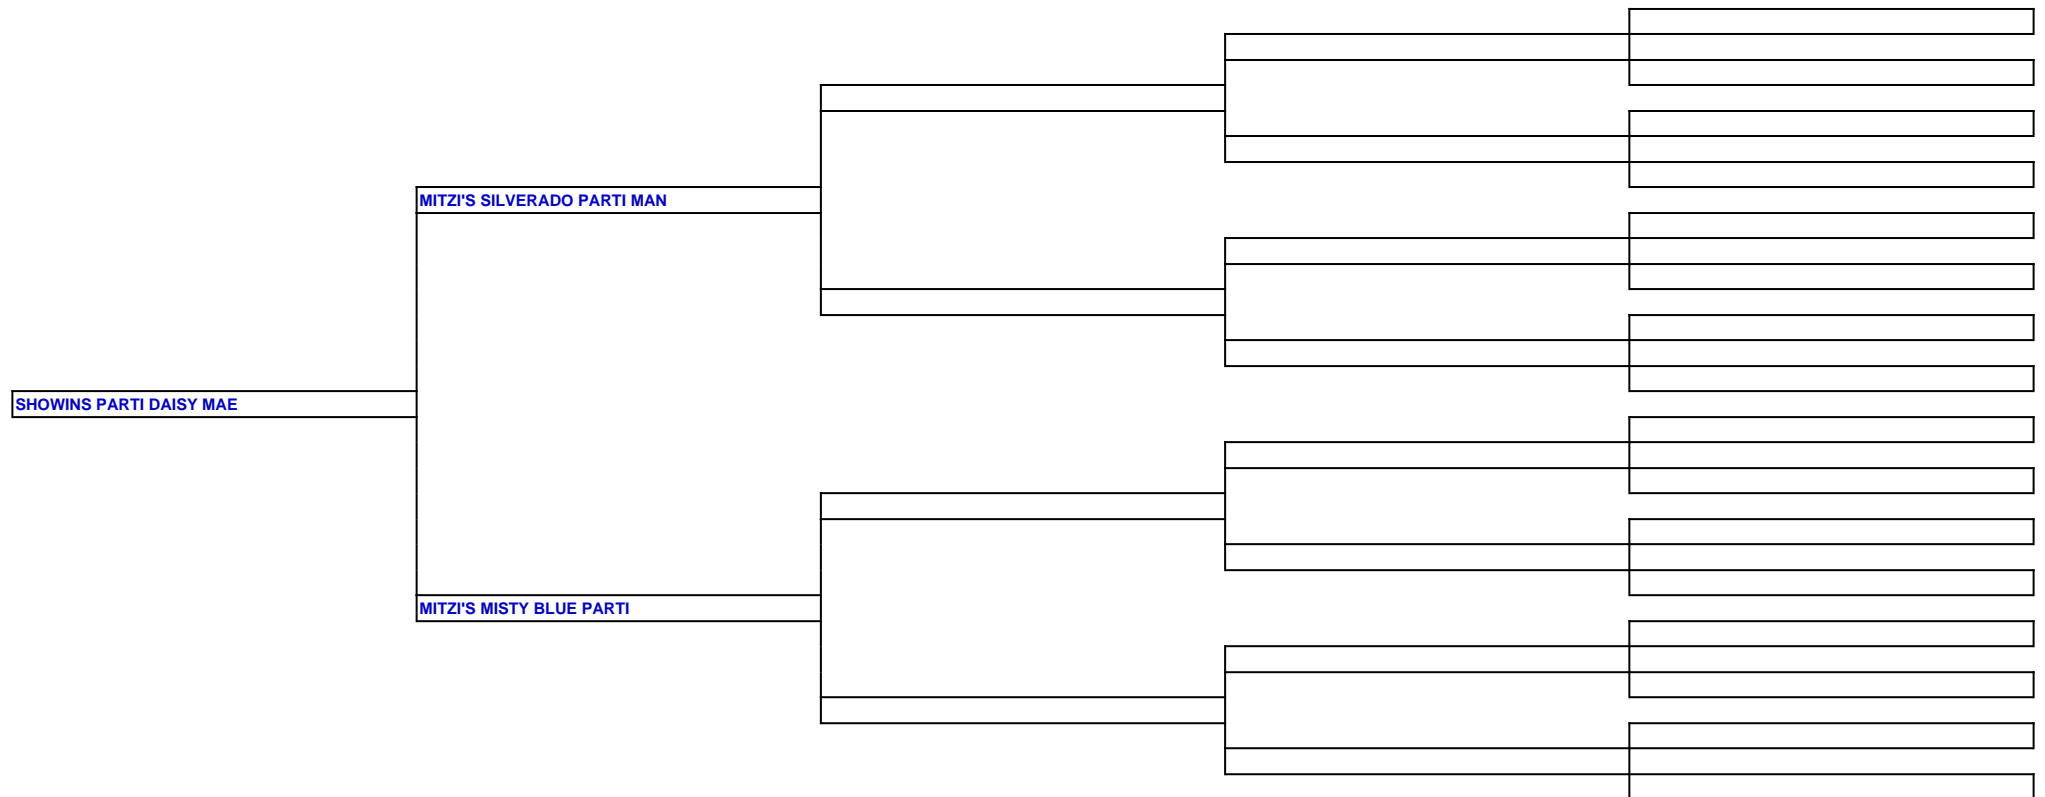 MITZI'S SILVERADO PARTI MAN
SHOWINS PARTI DAISY MAE
MITZI'S MISTY BLUE PARTI